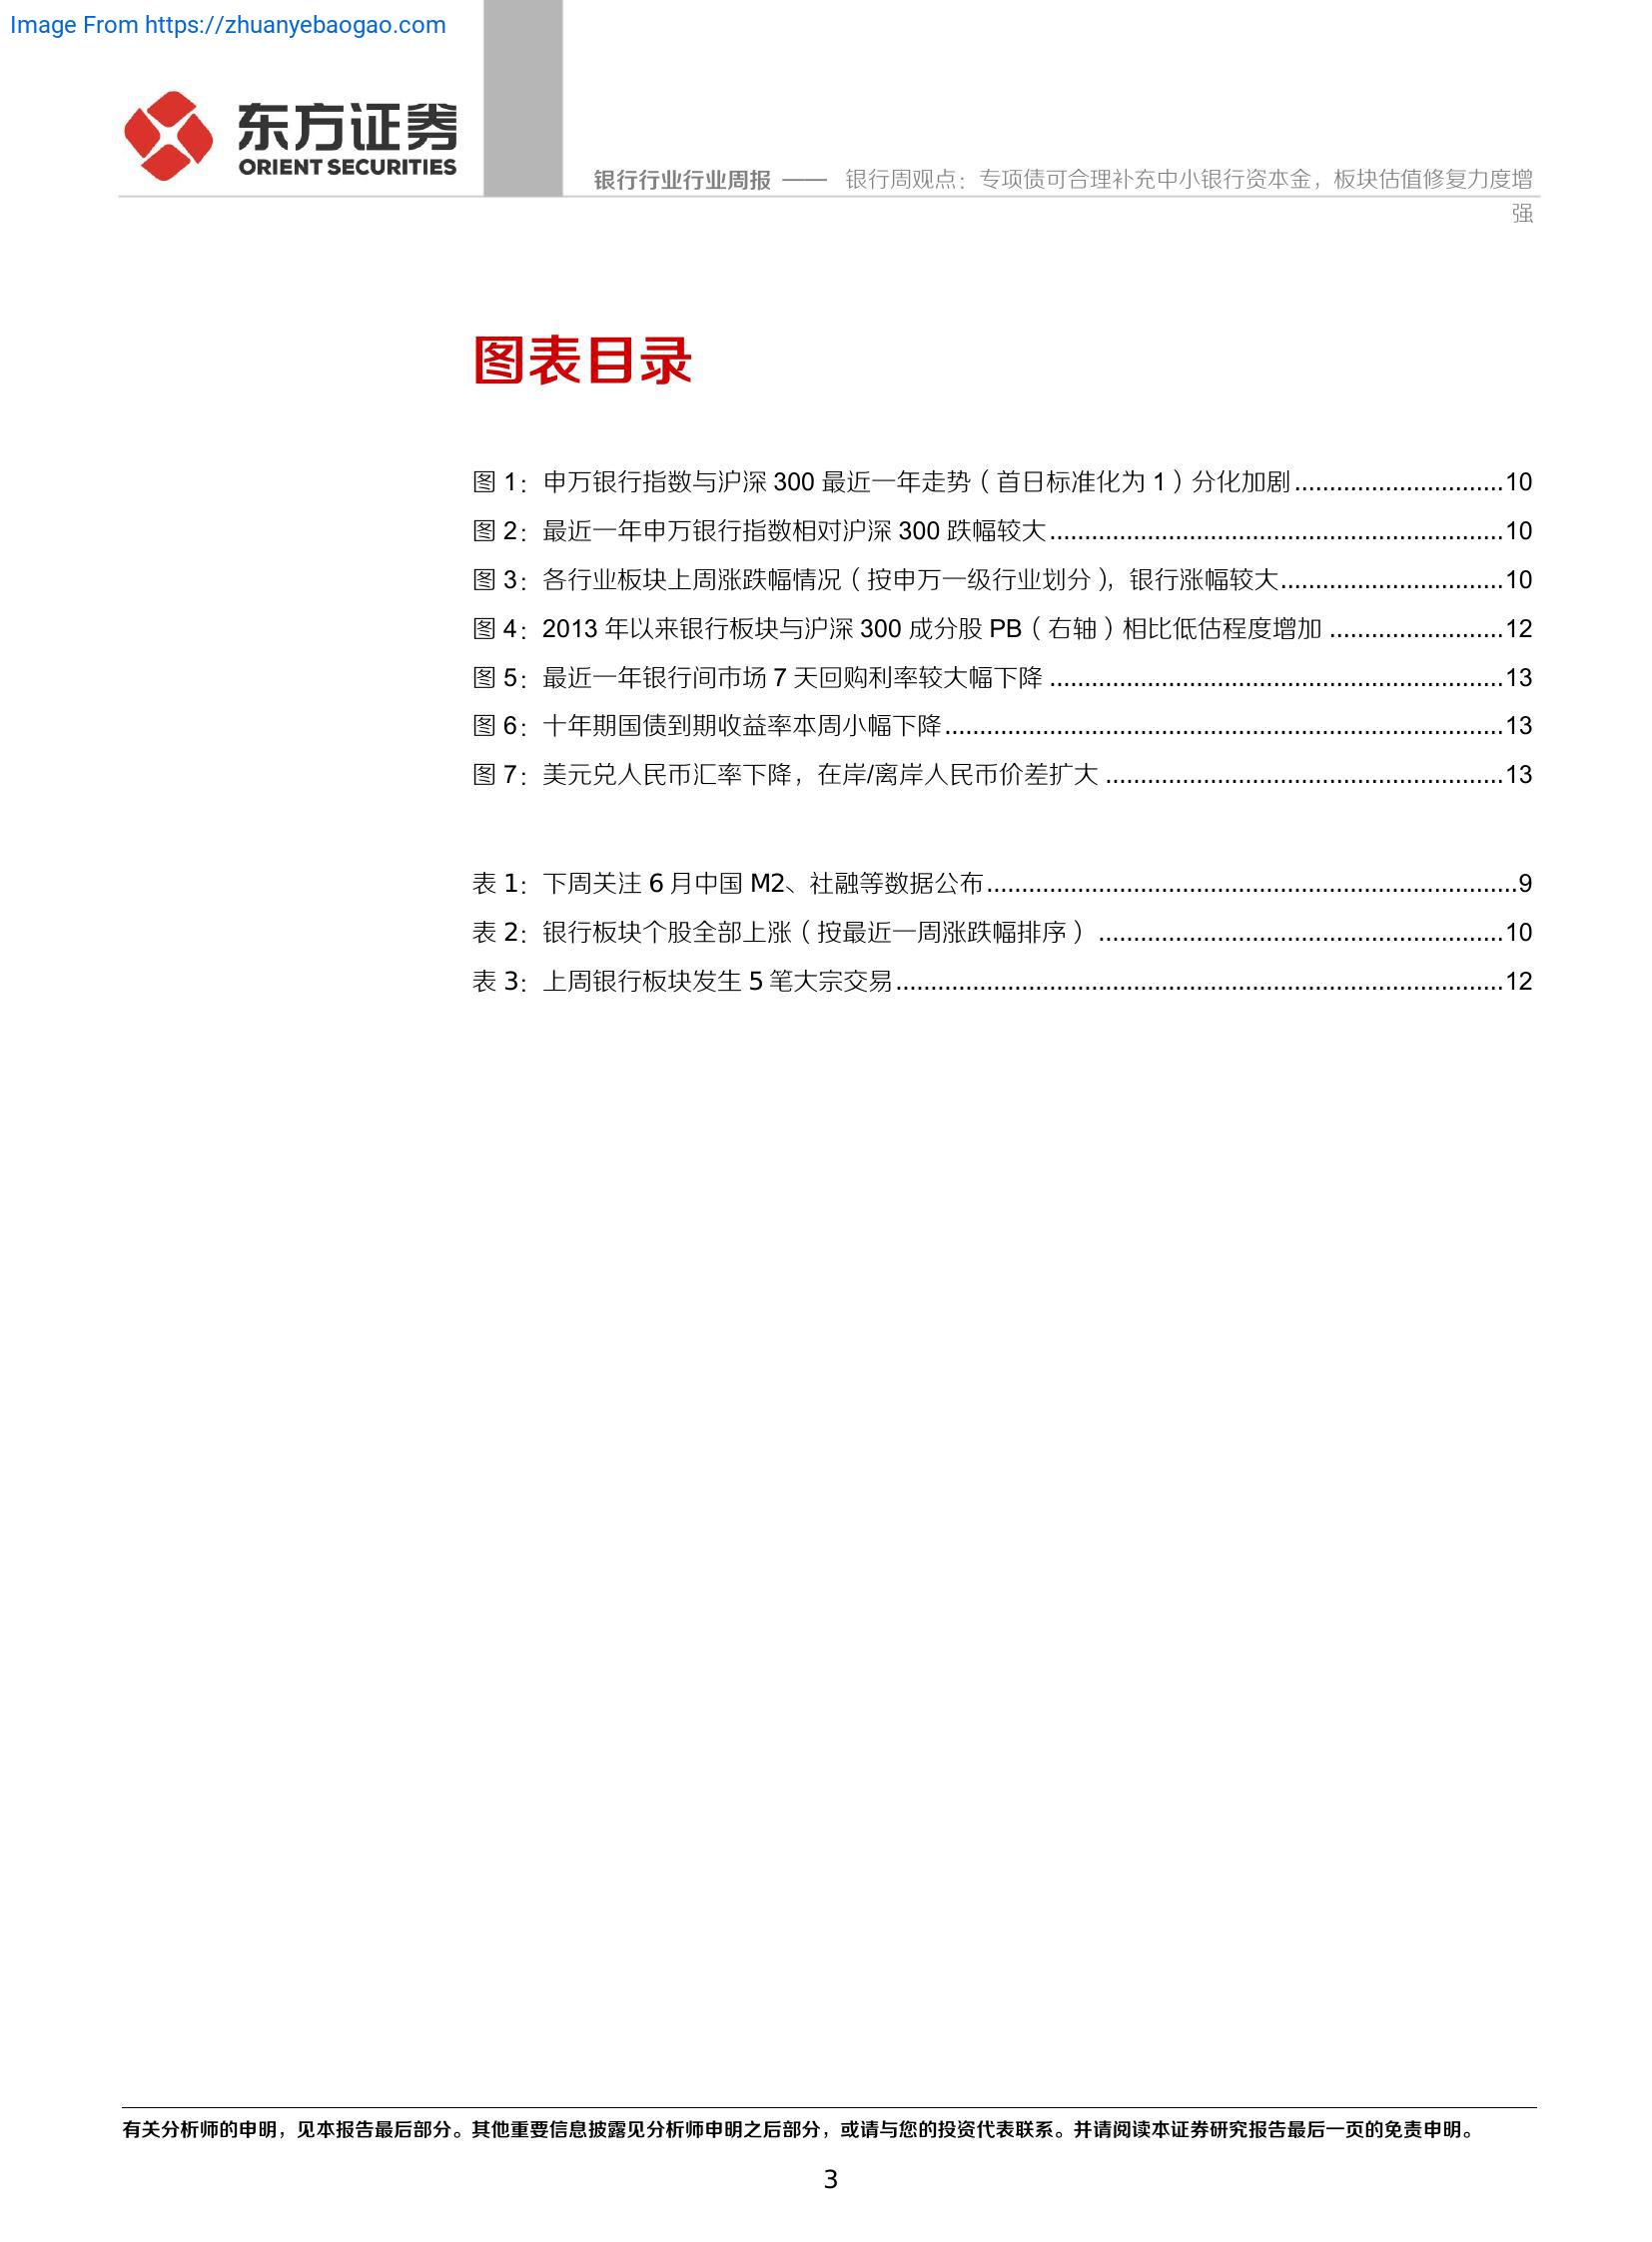 Image From https://zhuanyebaogao.com
东方证券
ORIENT SECURITIES
银行行业行业周报 —— 银行周观点：专项债可合理补充中小银行资本金，板块估值修复力度增
强
图表目录
图 1：申万银行指数与沪深 300 最近一年走势（首日标准化为 1）分化加剧..............................10
图 2：最近一年申万银行指数相对沪深 300 跌幅较大.................................................................10
图 3：各行业板块上周涨跌幅情况（按申万一级行业划分），银行涨幅较大................................10
图 4：2013 年以来银行板块与沪深 300 成分股 PB（右轴）相比低估程度增加 .........................12
图 5：最近一年银行间市场 7 天回购利率较大幅下降 .................................................................13
图 6：十年期国债到期收益率本周小幅下降................................................................................13
图 7：美元兑人民币汇率下降，在岸/离岸人民币价差扩大 .........................................................13
表 1：下周关注 6 月中国 M2、社融等数据公布............................................................................9
表 2：银行板块个股全部上涨（按最近一周涨跌幅排序） ..........................................................10
表 3：上周银行板块发生 5 笔大宗交易.......................................................................................12
有关分析师的申明，见本报告最后部分。其他重要信息披露见分析师申明之后部分，或请与您的投资代表联系。并请阅读本证券研究报告最后一页的免责申明。
3